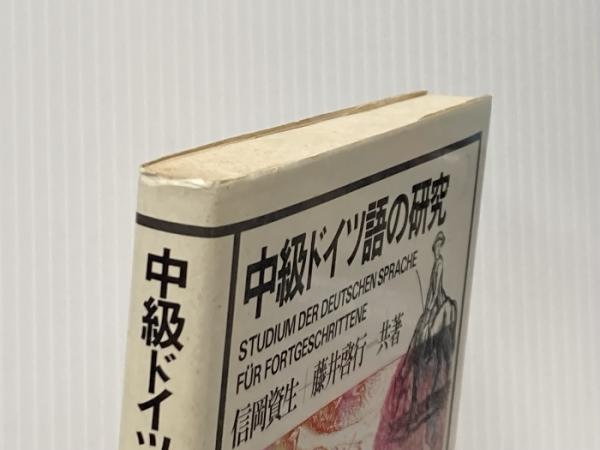 中級ドイツ語の研究
STUDIUM DER DEUTSCHEN SPRACHE
FÜR FORTGESCHRITTENE
信岡資生
藤井啓行 共著
中級ドイツ